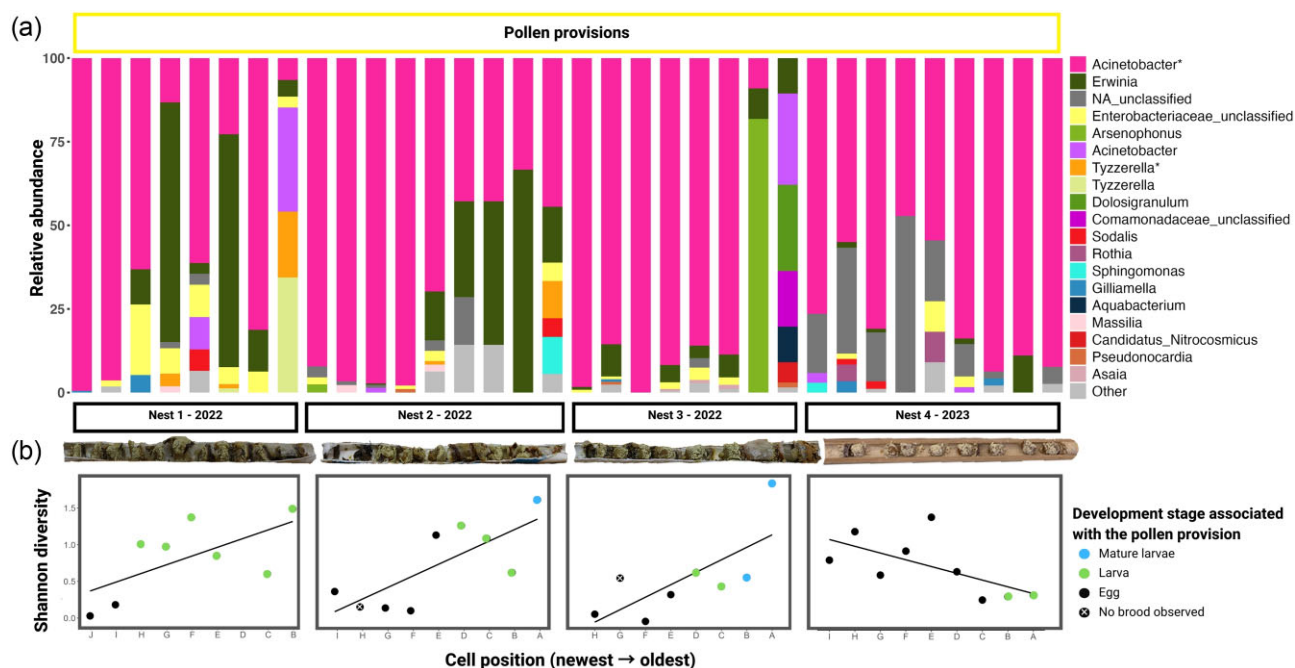 (a)
Pollen provisions
Relative abundance
100
75
50
25
0
Acinetobacter*
Erwinia
NA_unclassified
Enterobacteriaceae_unclassified
Arsenophonus
Acinetobacter
Tyzzerella*
Tyzzerella
Dolosigranulum
Comamonadaceae_unclassified
Sodalis
Rothia
Sphingomonas
Gilliamella
Aquabacterium
Massilia
Candidatus_Nitrocosmicus
Pseudonocardia
Asaia
Other
Nest 1 - 2022
Nest 2 - 2022
Nest 3 - 2022
Nest 4 - 2023
(b)
Shannon diversity
1.5
1.0
0.5
0.0
J I H G F E D C B
I H G F E D C B A
H G F E D C B A
I H F E D C B A
Cell position (newest → oldest)
Development stage associated
with the pollen provision
Mature larvae
Larva
Egg
No brood observed